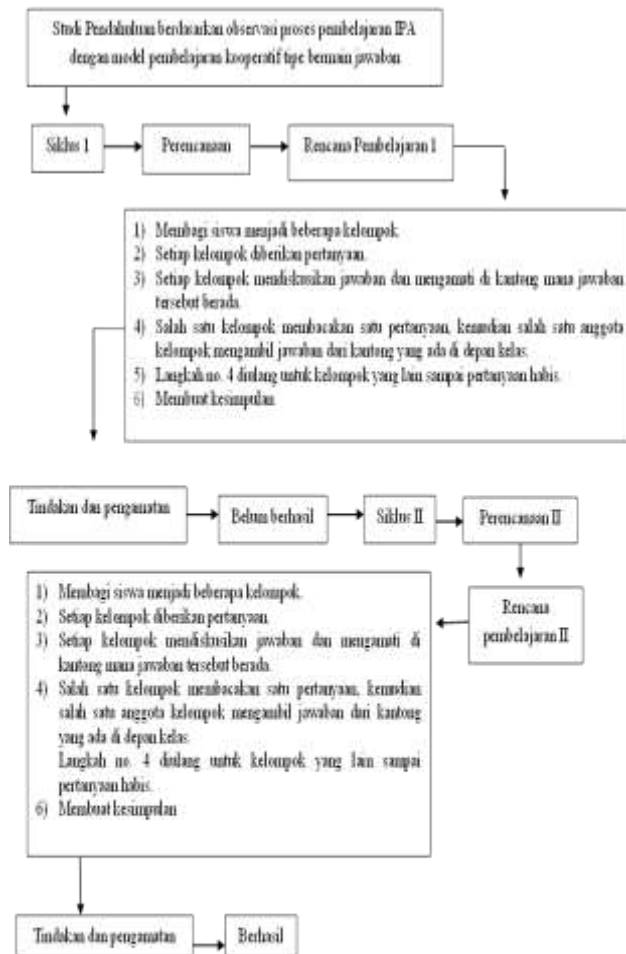 Studi Pendahuluan berdasarkan observasi proses pembelajaran IPA
dengan model pembelajaran kooperatif tipe bermain jawaban
Siklus 1
Perencanaan
Rencana Pembelajaran I
1) Membagi siswa menjadi beberapa kelompok
2) Setiap kelompok diberikan pertanyaan.
3) Setiap kelompok mendiskusikan jawaban dan mengamati di kantong mana jawaban
tersebut berada.
4) Salah satu kelompok membacakan satu pertanyaan, kemudian salah satu anggota
kelompok mengambil jawaban dari kantong yang ada di depan kelas.
5) Langkah no. 4 diulang untuk kelompok yang lain sampai pertanyaan habis.
6) Membuat kesimpulan
Tindakan dan pengamatan
Belum berhasil
Siklus II
Perencanaan II
Rencana
pembelajaran II
1) Membagi siswa menjadi beberapa kelompok.
2) Setiap kelompok diberikan pertanyaan
3) Setiap kelompok mendiskusikan jawaban dan mengamati di
kantong mana jawaban tersebut berada.
4) Salah satu kelompok membacakan satu pertanyaan, kemudian
salah satu anggota kelompok mengambil jawaban dari kantong
yang ada di depan kelas.
Langkah no. 4 diulang untuk kelompok yang lain sampai
pertanyaan habis.
6) Membuat kesimpulan
Tindakan dan pengamatan
Berhasil